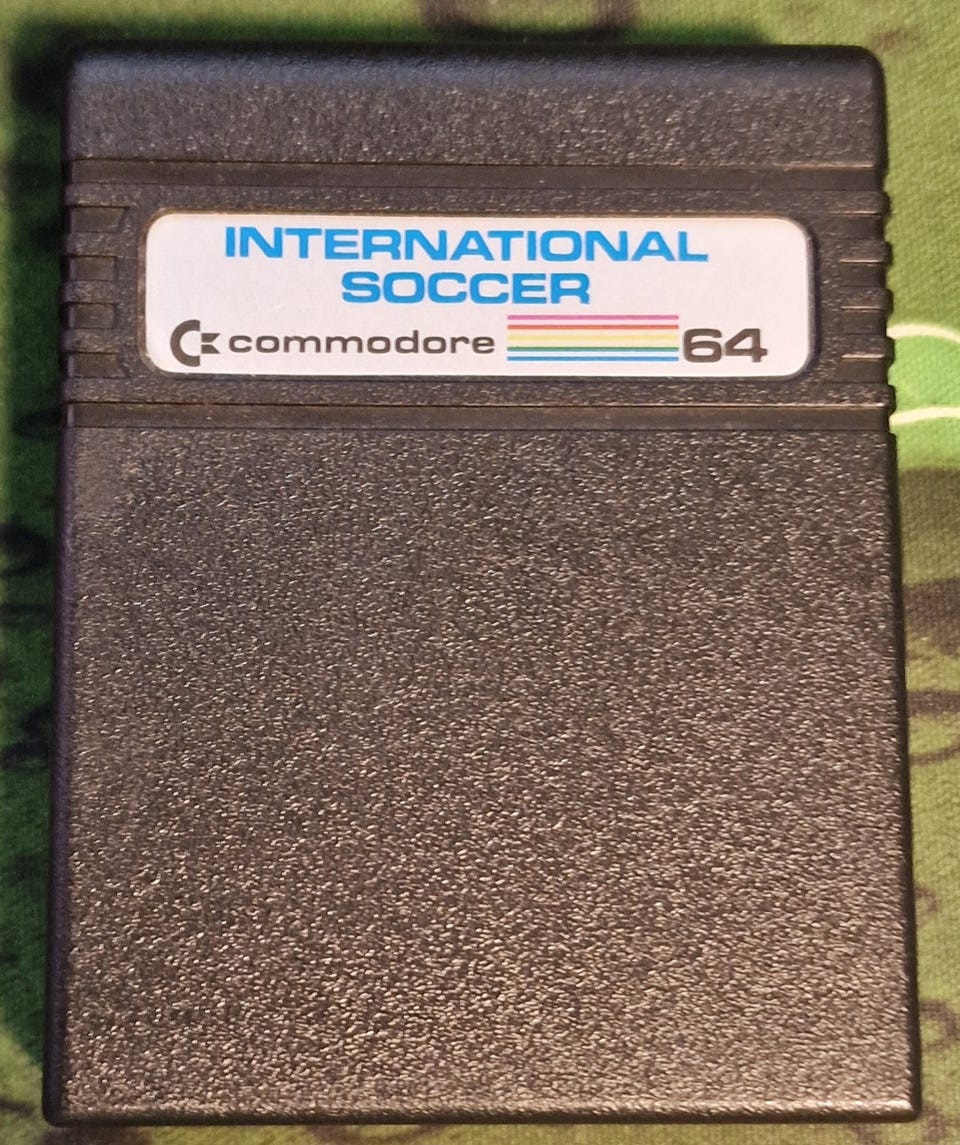 INTERNATIONAL
SOCCER
commodore 64